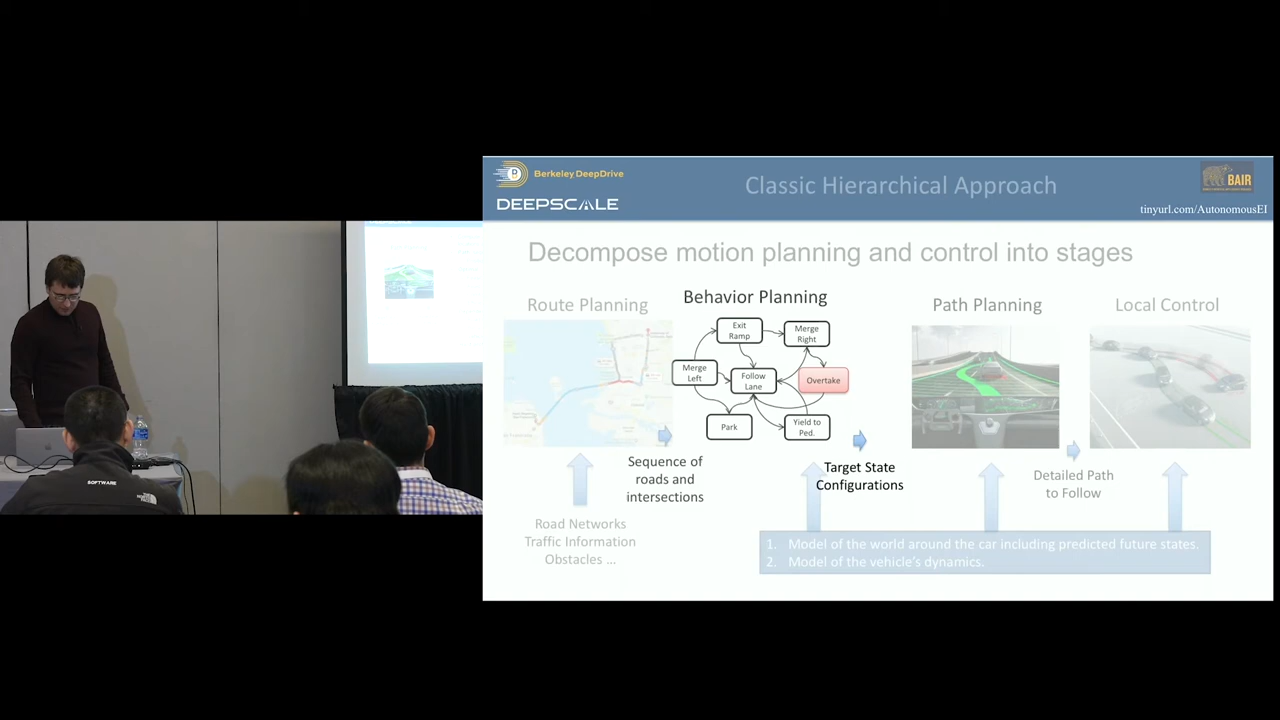 Berkeley DeepDrive
DEEPSCALE
Classic Hierarchical Approach
BAIR
tinyurl.com/AutonomousEI
Decompose motion planning and control into stages
Route Planning
Behavior Planning
Path Planning
Local Control
Exit
Ramp
Merge
Right
Merge
Left
Follow
Lane
Overtake
Park
Yield to
Ped.
Sequence of
roads and
intersections
Target State
Configurations
Detailed Path
to Follow
Road Networks
Traffic Information
Obstacles ...
1. Model of the world around the car including predicted future states.
2. Model of the vehicle's dynamics.
SOFTWARE